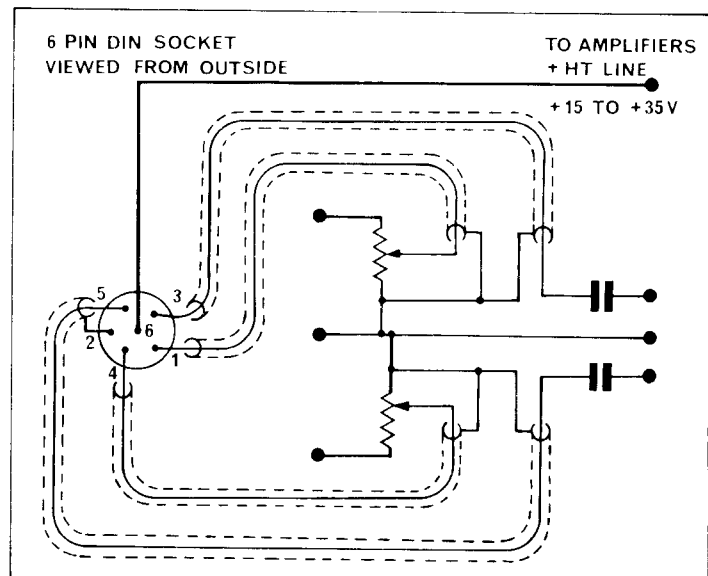 6 PIN DIN SOCKET
VIEWED FROM OUTSIDE
TO AMPLIFIERS
+ HT LINE
+15 TO +35V
5
3
6
2
1
4